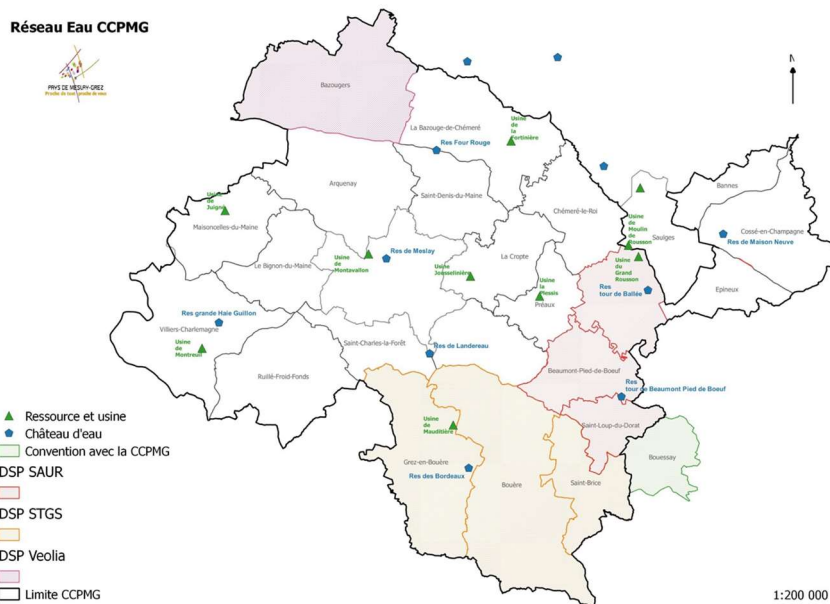 Réseau Eau CCPMG
PAYS DE MESLAY-GREZ
N
Bazougers
La Bazouge-de-Chémeré
Usine
de
la
Fortinière
Res Four Rouge
Arquenay
Saint-Denis du Maine
Chémeré-le-Roi
Bannes
Usine
de
Juigné
Maisoncelles-du-Maine
Usine
de
Moulin
de
Rousson
Saulges
Cossé-en-Champagne
Res de Maison Neuve
Le Bignon-du-Maine
Usine
de
Montavallon
Res de Meslay
La Cropte
Usine
Josselinière
Usine
la
Plessis
Préaux
Usine
du
Grand
Rousson
Res
tour de Ballée
Epineux
Res grande Haie Guillon
Villiers-Charlemagne
Usine
de
Montreuil
Saint-Charles-la-Forêt
Res de Landereau
Ruillé-Froid-Fonds
Beaumont-Pied-de-Boeuf
Res
tour de Beaumont Pied de Boeuf
Saint-Loup-du-Dorat
Usine
de
Mauditière
Grez-en-Bouère
Res des Bordeaux
Bouère
Saint-Brice
Bouessay
Ressource et usine
Château d'eau
Convention avec la CCPMG
DSP SAUR
DSP STGS
DSP Veolia
Limite CCPMG
1:200 000